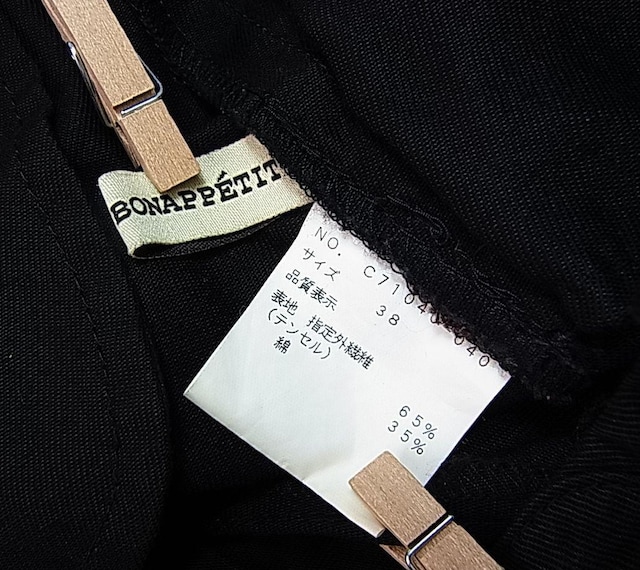 BONAPPÉTIT
NO.
サイズ 38
品質表示
表地 指定外繊維
(テンセル) 65%
綿 35%